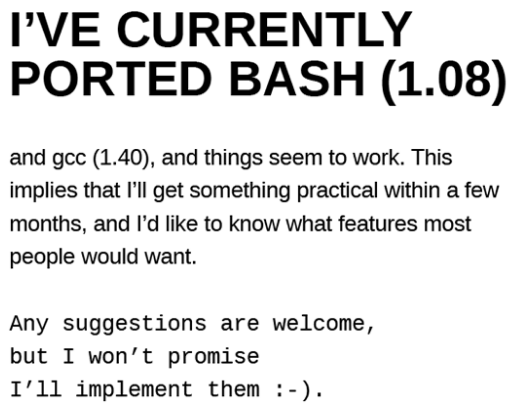 I’VE CURRENTLY
PORTED BASH (1.08)
and gcc (1.40), and things seem to work. This
implies that I’ll get something practical within a few
months, and I’d like to know what features most
people would want.
Any suggestions are welcome,
but I won’t promise
I’ll implement them :-).